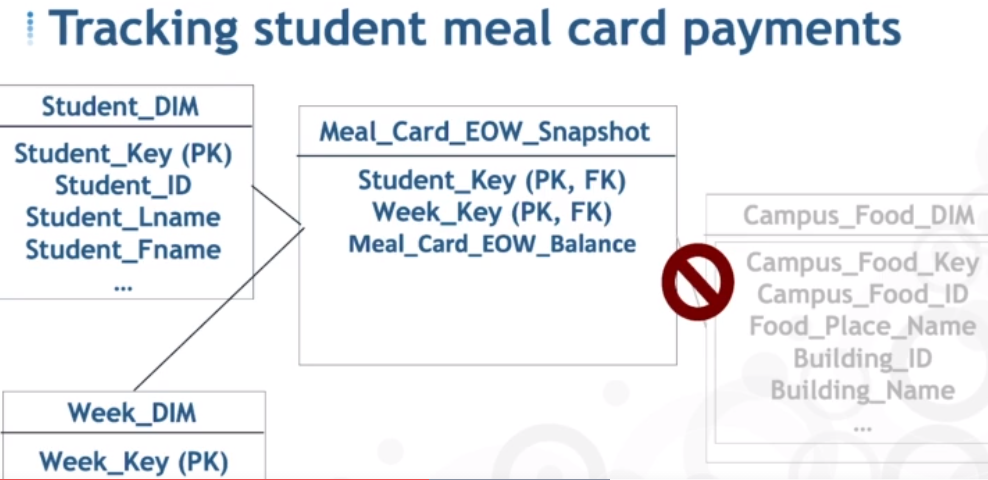 Tracking student meal card payments
Student_DIM
Student_Key (PK)
Student_ID
Student_Lname
Student_Fname
...
Meal_Card_EOW_Snapshot
Student_Key (PK, FK)
Week_Key (PK, FK)
Meal_Card_EOW_Balance
Campus_Food_DIM
Campus_Food_Key
Campus_Food_ID
Food_Place_Name
Building_ID
Building_Name
...
Week_DIM
Week_Key (PK)